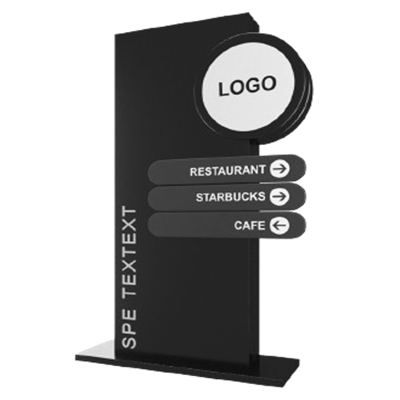 LOGO
RESTAURANT →
STARBUCKS →
CAFE ←
SPE TEXTEXT